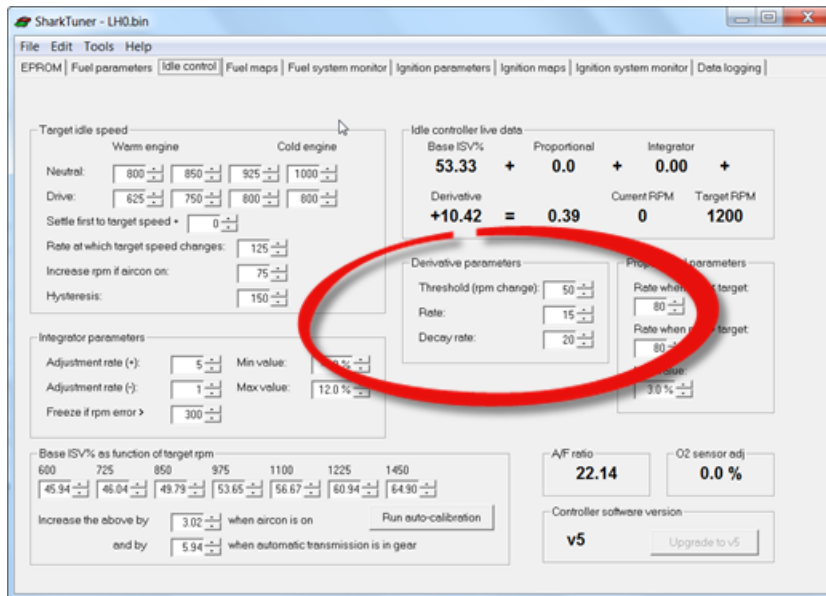 SharkTuner - LH0.bin
File Edit Tools Help
EPROM Fuel parameters Idle control Fuel maps Fuel system monitor Ignition parameters Ignition maps Ignition system monitor Data logging
Target idle speed
Warm engine Cold engine
Neutral: 800 850 925 1000
Drive: 625 750 800 800
Settle first to target speed + 0
Rate at which target speed changes: 125
Increase rpm if aircon on: 75
Hysteresis: 150
Idle controller live data
Base ISV% Proportional Integrator
53.33 + 0.0 + 0.00 +
Derivative Current RPM Target RPM
+10.42 = 0.39 0 1200
Derivative parameters
Threshold (rpm change): 50
Rate: 15
Decay rate: 20
parameters
Rate when target:
80
Rate when target:
80
3.0 %
Integrator parameters
Adjustment rate (+): 5 Min value: %
Adjustment rate (-): 1 Max value: 12.0 %
Freeze if rpm error > 300
Base ISV% as function of target rpm
600 725 850 975 1100 1225 1450
45.94 46.04 49.79 53.65 56.67 60.94 64.90
Increase the above by 3.02 when aircon is on Run auto-calibration
and by 5.94 when automatic transmission is in gear
A/F ratio
22.14
O2 sensor adj
0.0 %
Controller software version
v5 Upgrade to v5